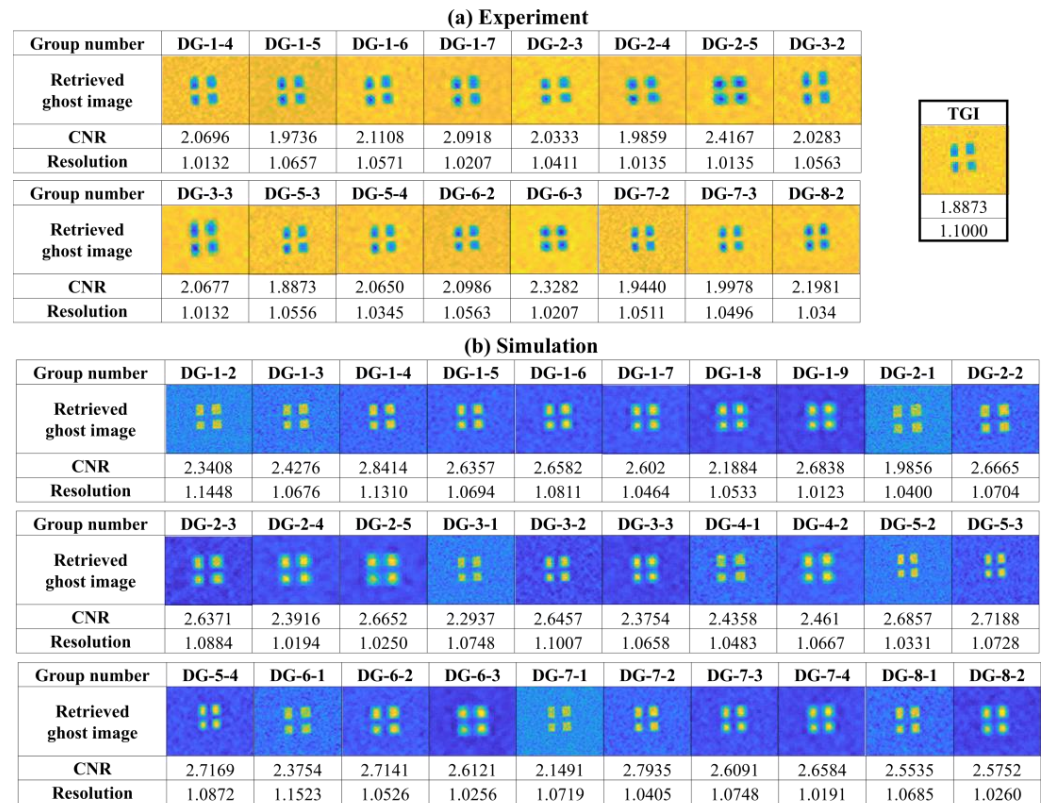 (a) Experiment
Group number DG-1-4 DG-1-5 DG-1-6 DG-1-7 DG-2-3 DG-2-4 DG-2-5 DG-3-2
Retrieved
ghost image
CNR 2.0696 1.9736 2.1108 2.0918 2.0333 1.9859 2.4167 2.0283
Resolution 1.0132 1.0657 1.0571 1.0207 1.0411 1.0135 1.0135 1.0563
Group number DG-3-3 DG-5-3 DG-5-4 DG-6-2 DG-6-3 DG-7-2 DG-7-3 DG-8-2
Retrieved
ghost image
CNR 2.0677 1.8873 2.0650 2.0986 2.3282 1.9440 1.9978 2.1981
Resolution 1.0132 1.0556 1.0345 1.0563 1.0207 1.0511 1.0496 1.034
TGI
1.8873
1.1000
(b) Simulation
Group number DG-1-2 DG-1-3 DG-1-4 DG-1-5 DG-1-6 DG-1-7 DG-1-8 DG-1-9 DG-2-1 DG-2-2
Retrieved
ghost image
CNR 2.3408 2.4276 2.8414 2.6357 2.6582 2.602 2.1884 2.6838 1.9856 2.6665
Resolution 1.1448 1.0676 1.1310 1.0694 1.0811 1.0464 1.0533 1.0123 1.0400 1.0704
Group number DG-2-3 DG-2-4 DG-2-5 DG-3-1 DG-3-2 DG-3-3 DG-4-1 DG-4-2 DG-5-2 DG-5-3
Retrieved
ghost image
CNR 2.6371 2.3916 2.6652 2.2937 2.6457 2.3754 2.4358 2.461 2.6857 2.7188
Resolution 1.0884 1.0194 1.0250 1.0748 1.1007 1.0658 1.0483 1.0667 1.0331 1.0728
Group number DG-5-4 DG-6-1 DG-6-2 DG-6-3 DG-7-1 DG-7-2 DG-7-3 DG-7-4 DG-8-1 DG-8-2
Retrieved
ghost image
CNR 2.7169 2.3754 2.7141 2.6121 2.1491 2.7935 2.6091 2.6584 2.5535 2.5752
Resolution 1.0872 1.1523 1.0526 1.0256 1.0719 1.0405 1.0748 1.0191 1.0685 1.0260